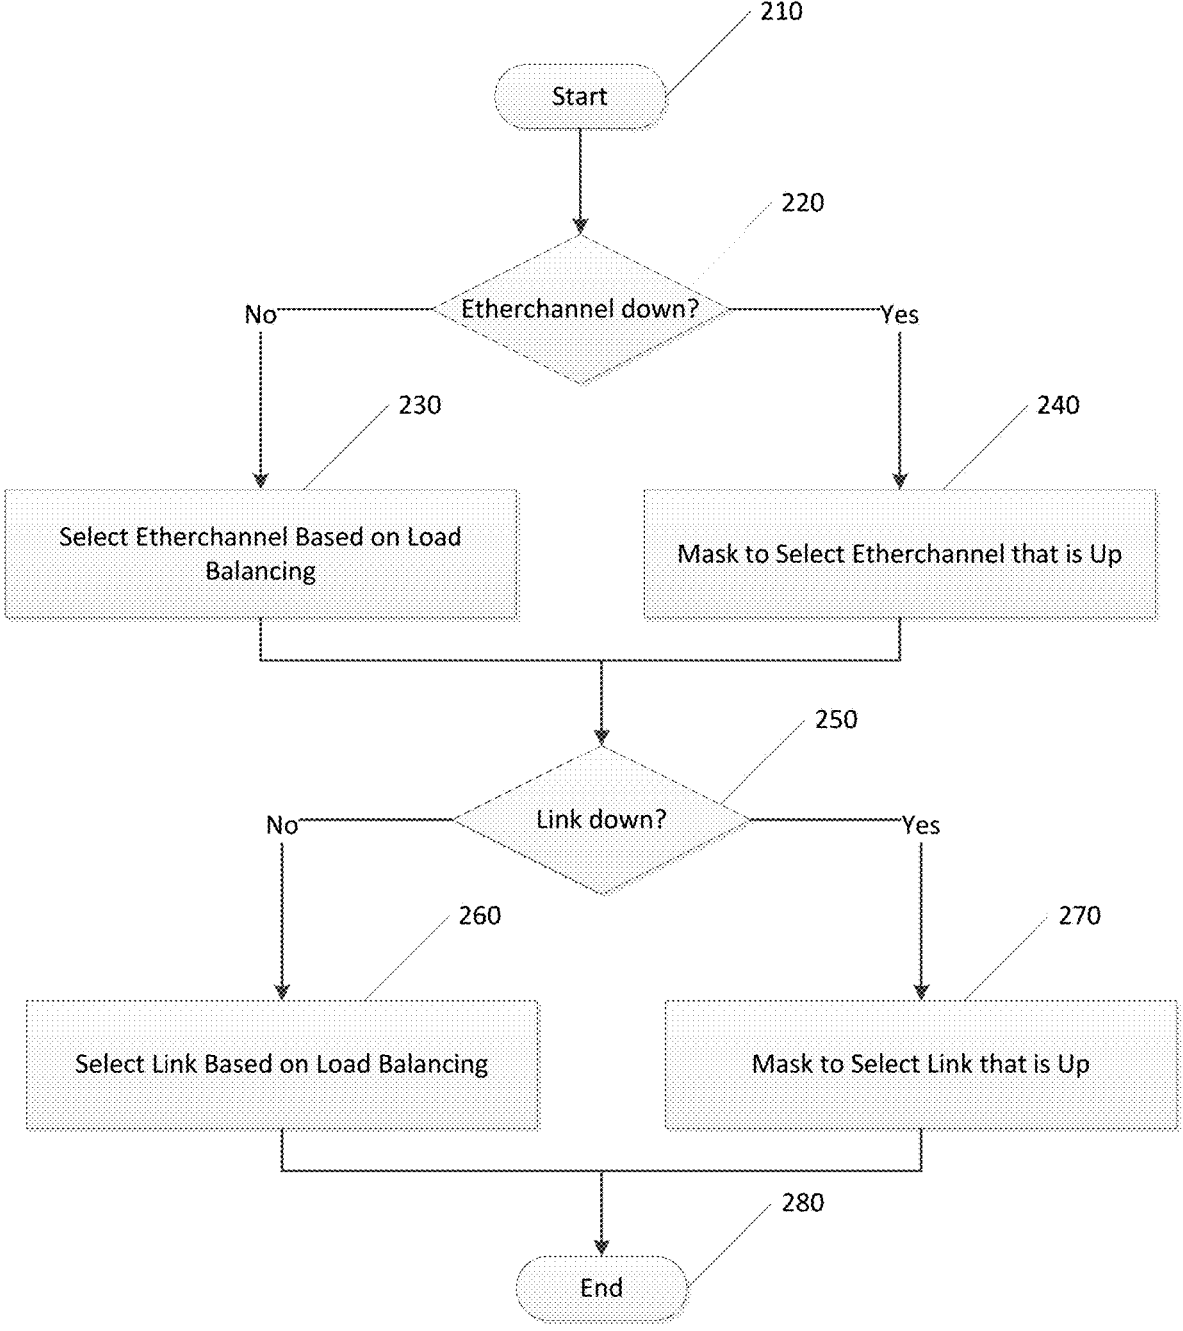 210
Start
220
Etherchannel down?
No
Yes
230
240
Select Etherchannel Based on Load
Balancing
Mask to Select Etherchannel that is Up
250
Link down?
No
Yes
260
270
Select Link Based on Load Balancing
Mask to Select Link that is Up
280
End